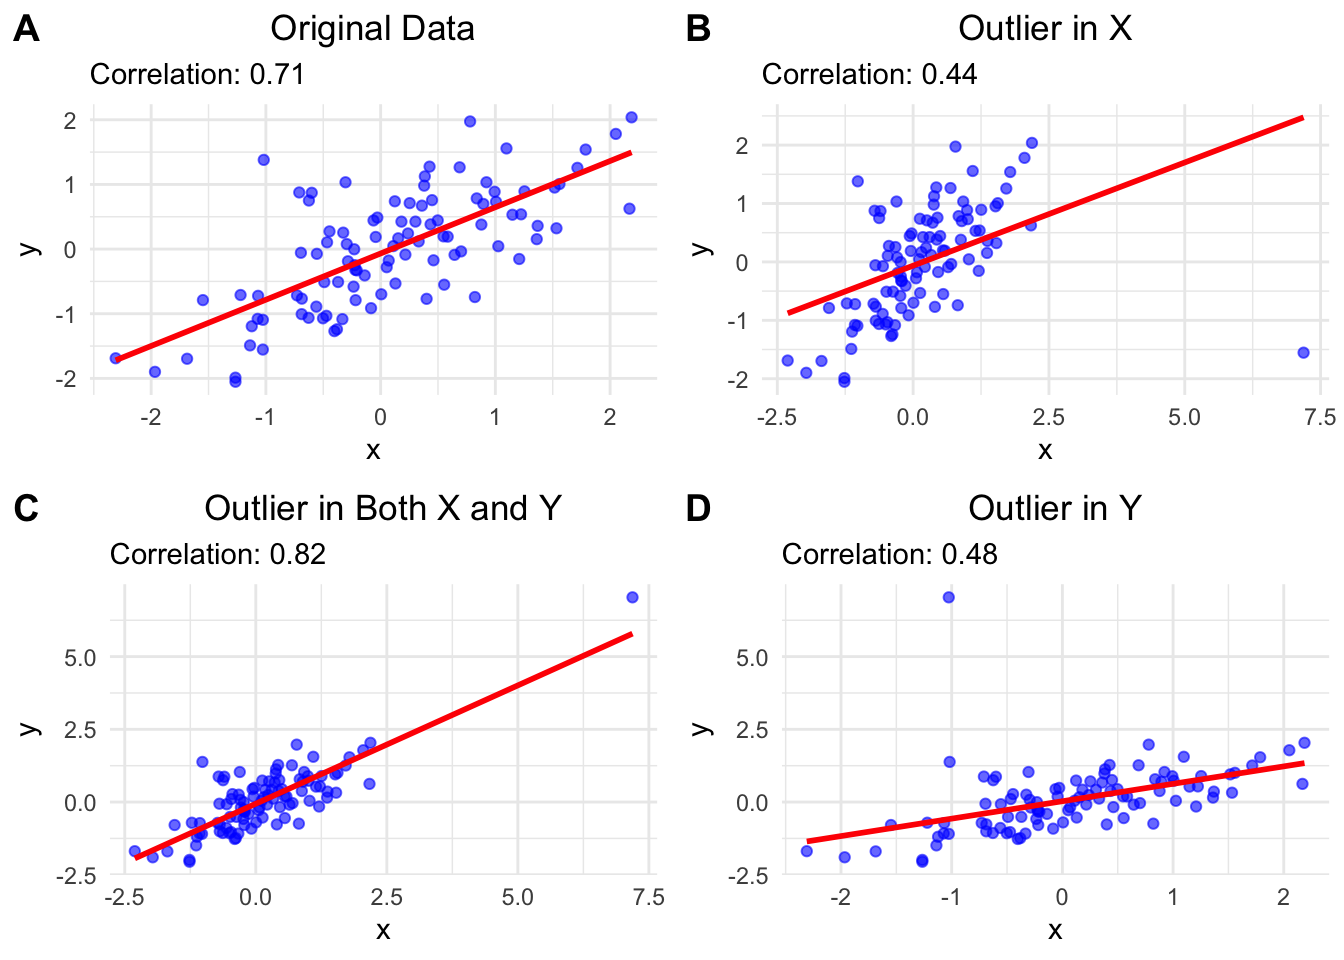 A Original Data
Correlation: 0.71
2
1
0
-1
-2
y
-2 -1 0 1 2
x
B Outlier in X
Correlation: 0.44
2
1
0
-1
-2
y
-2.5 0.0 2.5 5.0 7.5
x
C Outlier in Both X and Y
Correlation: 0.82
5.0
2.5
0.0
-2.5
y
-2.5 0.0 2.5 5.0 7.5
x
D Outlier in Y
Correlation: 0.48
5.0
2.5
0.0
-2.5
y
-2 -1 0 1 2
x